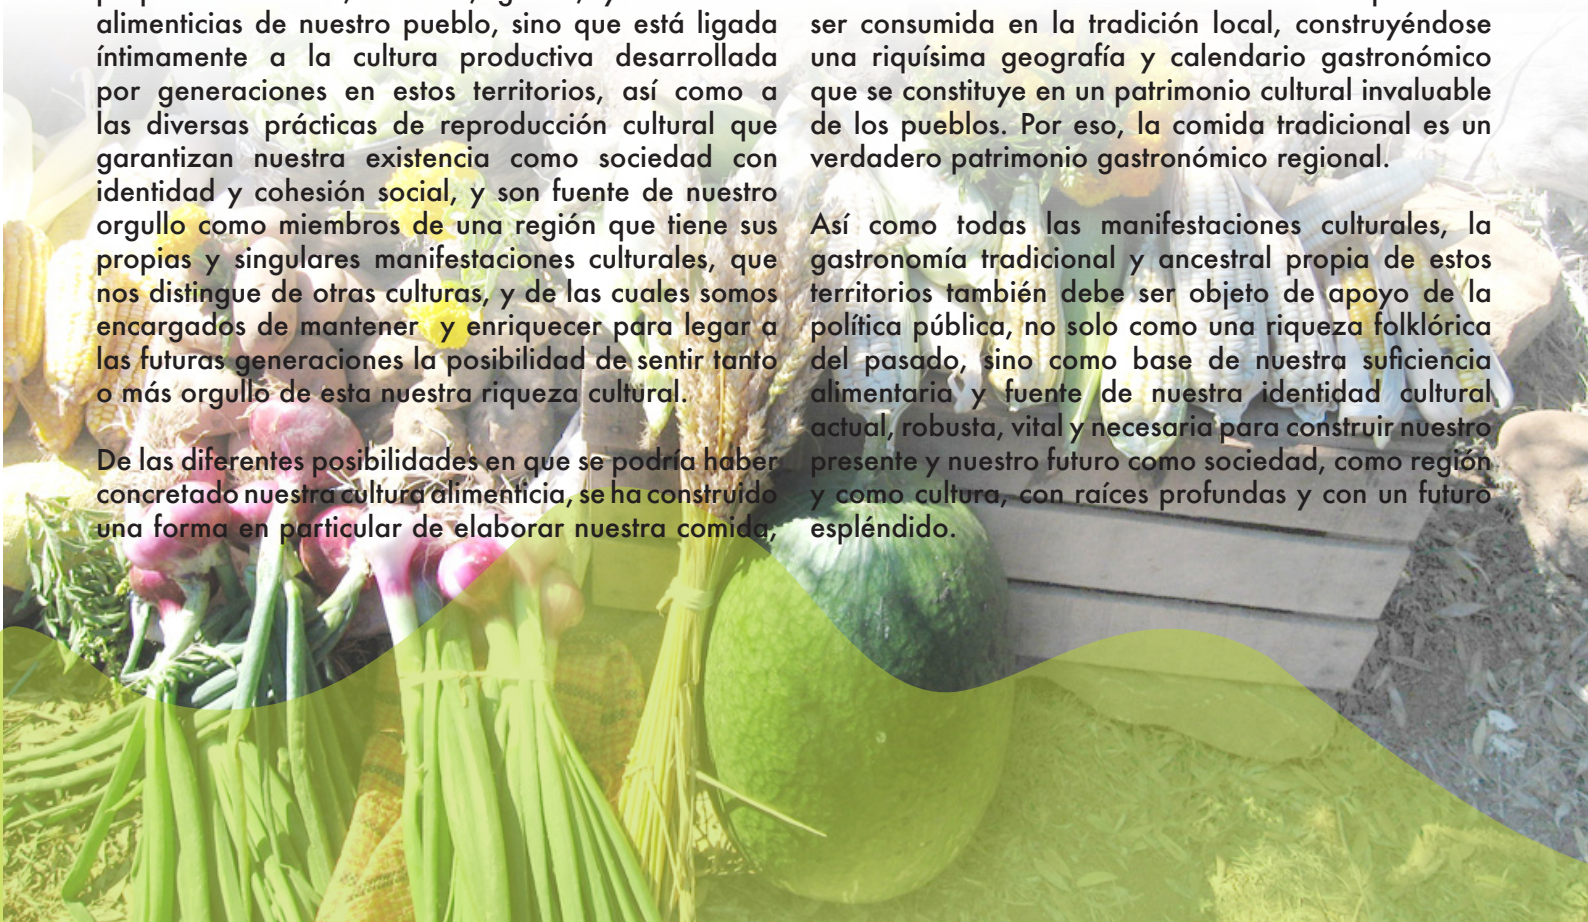 alimenticias de nuestro pueblo, sino que está ligada
íntimamente a la cultura productiva desarrollada
por generaciones en estos territorios, así como a
las diversas prácticas de reproducción cultural que
garantizan nuestra existencia como sociedad con
identidad y cohesión social, y son fuente de nuestro
orgullo como miembros de una región que tiene sus
propias y singulares manifestaciones culturales, que
nos distingue de otras culturas, y de las cuales somos
encargados de mantener y enriquecer para legar a
las futuras generaciones la posibilidad de sentir tanto
o más orgullo de esta nuestra riqueza cultural.
De las diferentes posibilidades en que se podría haber
concretado nuestra cultura alimenticia, se ha construido
una forma en particular de elaborar nuestra comida,
ser consumida en la tradición local, construyéndose
una riquísima geografía y calendario gastronómico
que se constituye en un patrimonio cultural invaluable
de los pueblos. Por eso, la comida tradicional es un
verdadero patrimonio gastronómico regional.
Así como todas las manifestaciones culturales, la
gastronomía tradicional y ancestral propia de estos
territorios también debe ser objeto de apoyo de la
política pública, no solo como una riqueza folklórica
del pasado, sino como base de nuestra suficiencia
alimentaria y fuente de nuestra identidad cultural
actual, robusta, vital y necesaria para construir nuestro
presente y nuestro futuro como sociedad, como región
y como cultura, con raíces profundas y con un futuro
espléndido.